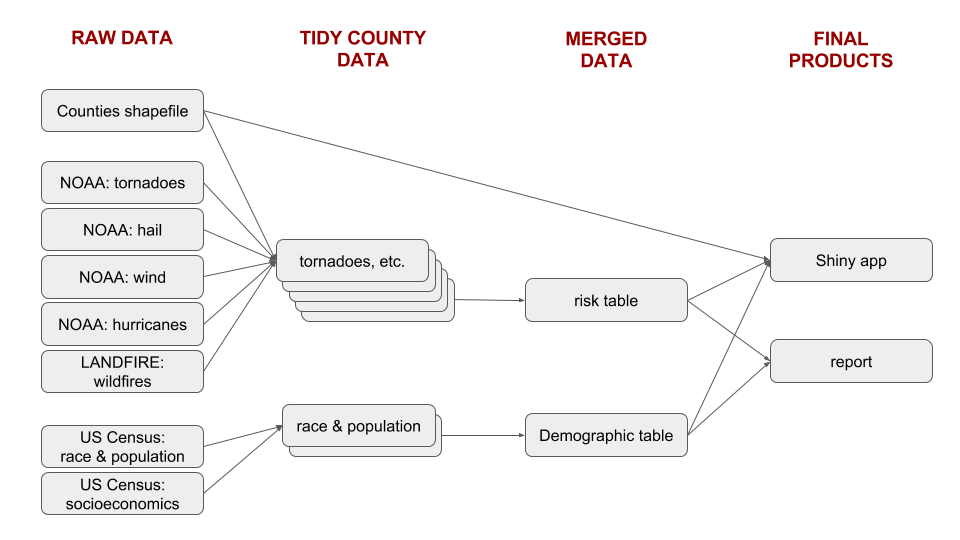 RAW DATA
TIDY COUNTY
DATA
MERGED
DATA
FINAL
PRODUCTS
Counties shapefile
NOAA: tornadoes
NOAA: hail
NOAA: wind
NOAA: hurricanes
LANDFIRE:
wildfires
US Census:
race & population
US Census:
socioeconomics
tornadoes, etc.
race & population
risk table
Demographic table
Shiny app
report